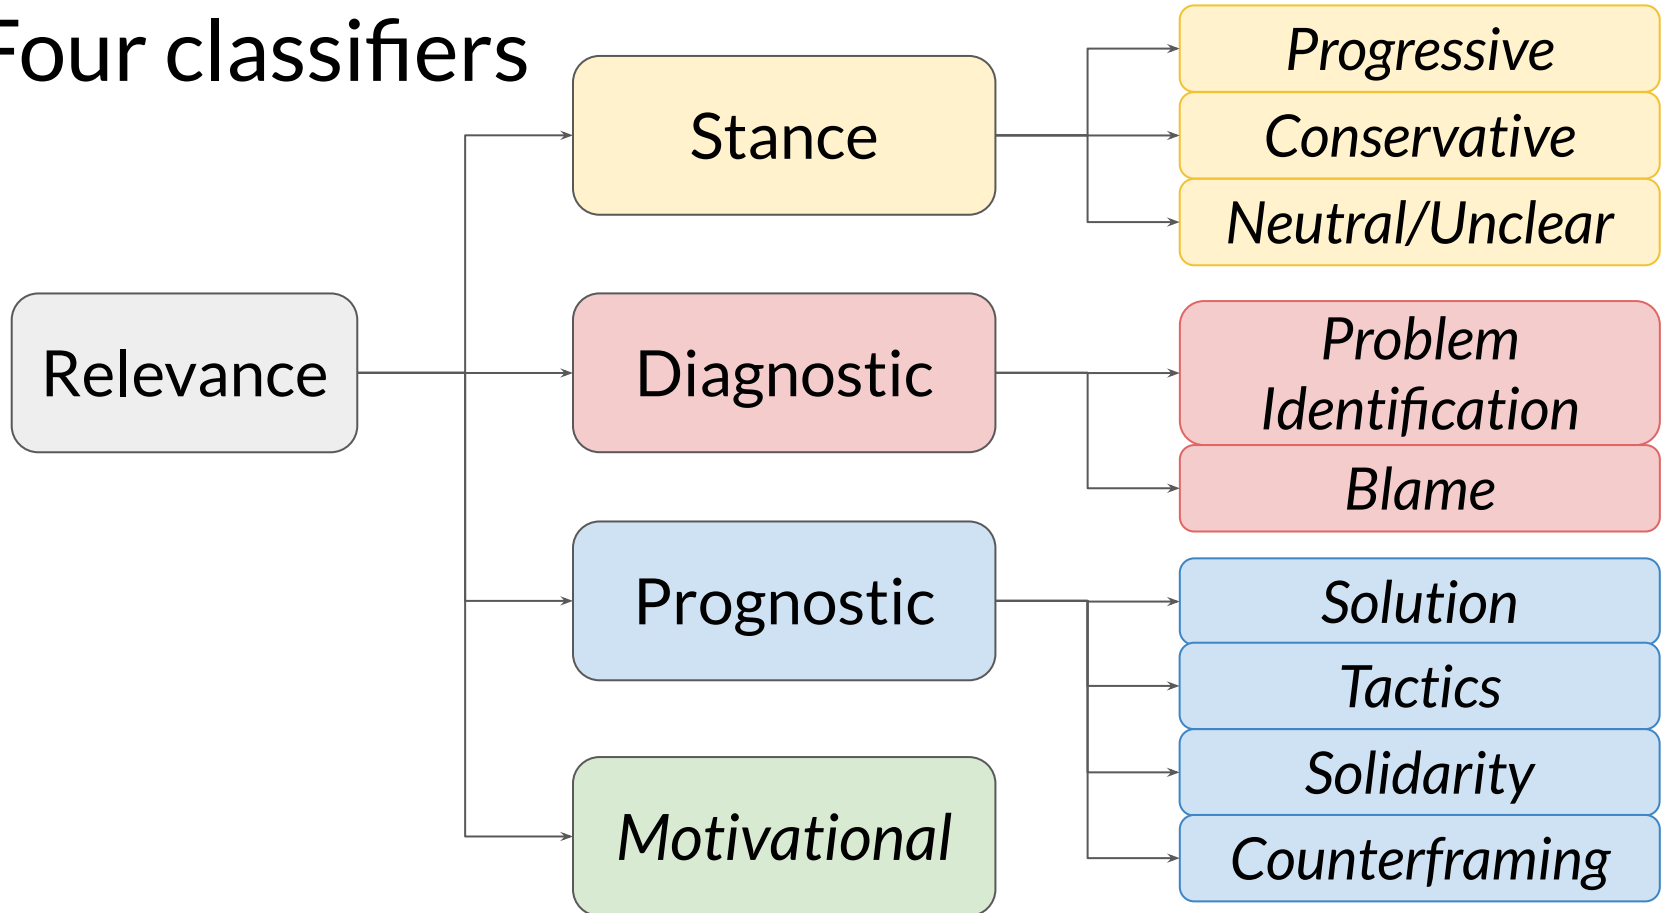 Four classifiers
Stance
Progressive
Conservative
Neutral/Unclear
Relevance
Diagnostic
Problem
Identification
Blame
Prognostic
Solution
Tactics
Solidarity
Counterframing
Motivational